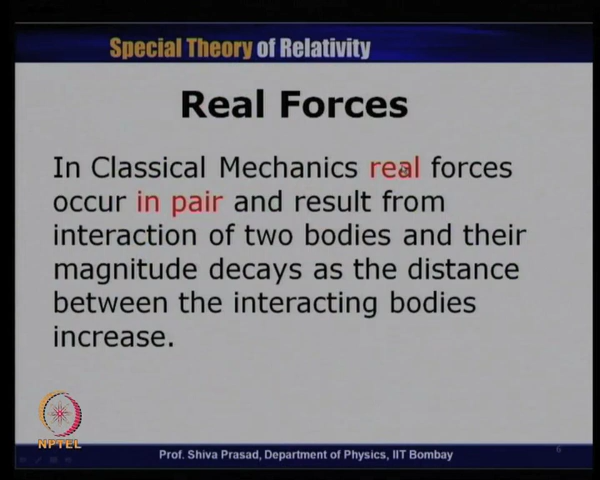 Special Theory of Relativity
Real Forces
In Classical Mechanics real forces
occur in pair and result from
interaction of two bodies and their
magnitude decays as the distance
between the interacting bodies
increase.
NPTEL
Prof. Shiva Prasad, Department of Physics, IIT Bombay
6